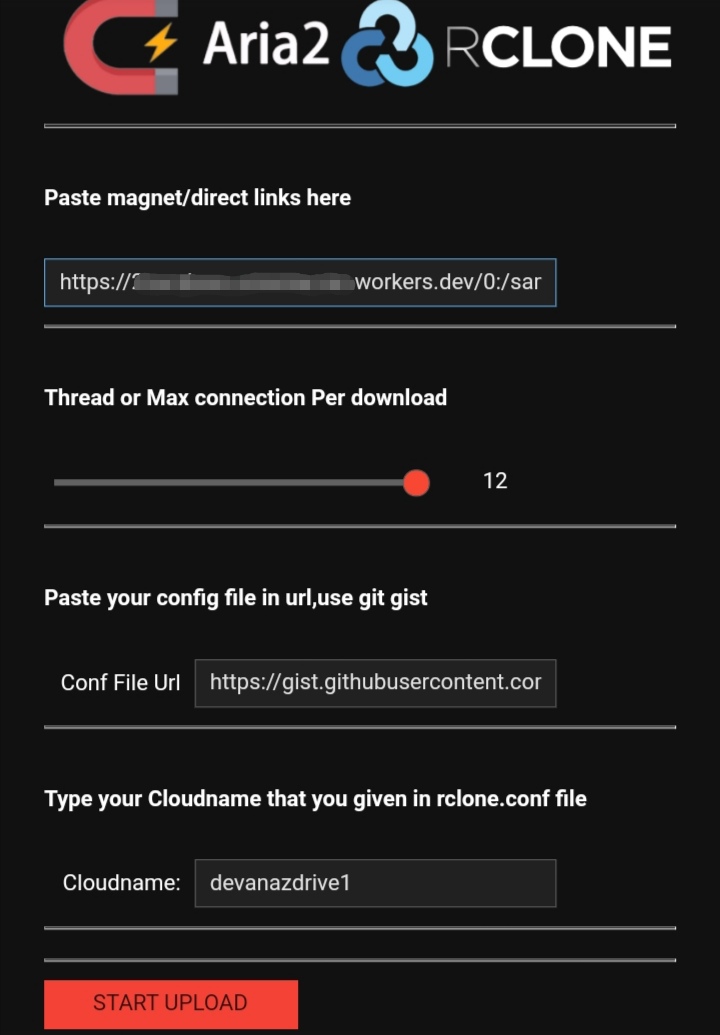 Aria2 RCLONE
Paste magnet/direct links here
https:// workers.dev/0:/sar
Thread or Max connection Per download
12
Paste your config file in url,use git gist
Conf File Url https://gist.githubusercontent.cor
Type your Cloudname that you given in rclone.conf file
Cloudname: devanazdrive1
START UPLOAD